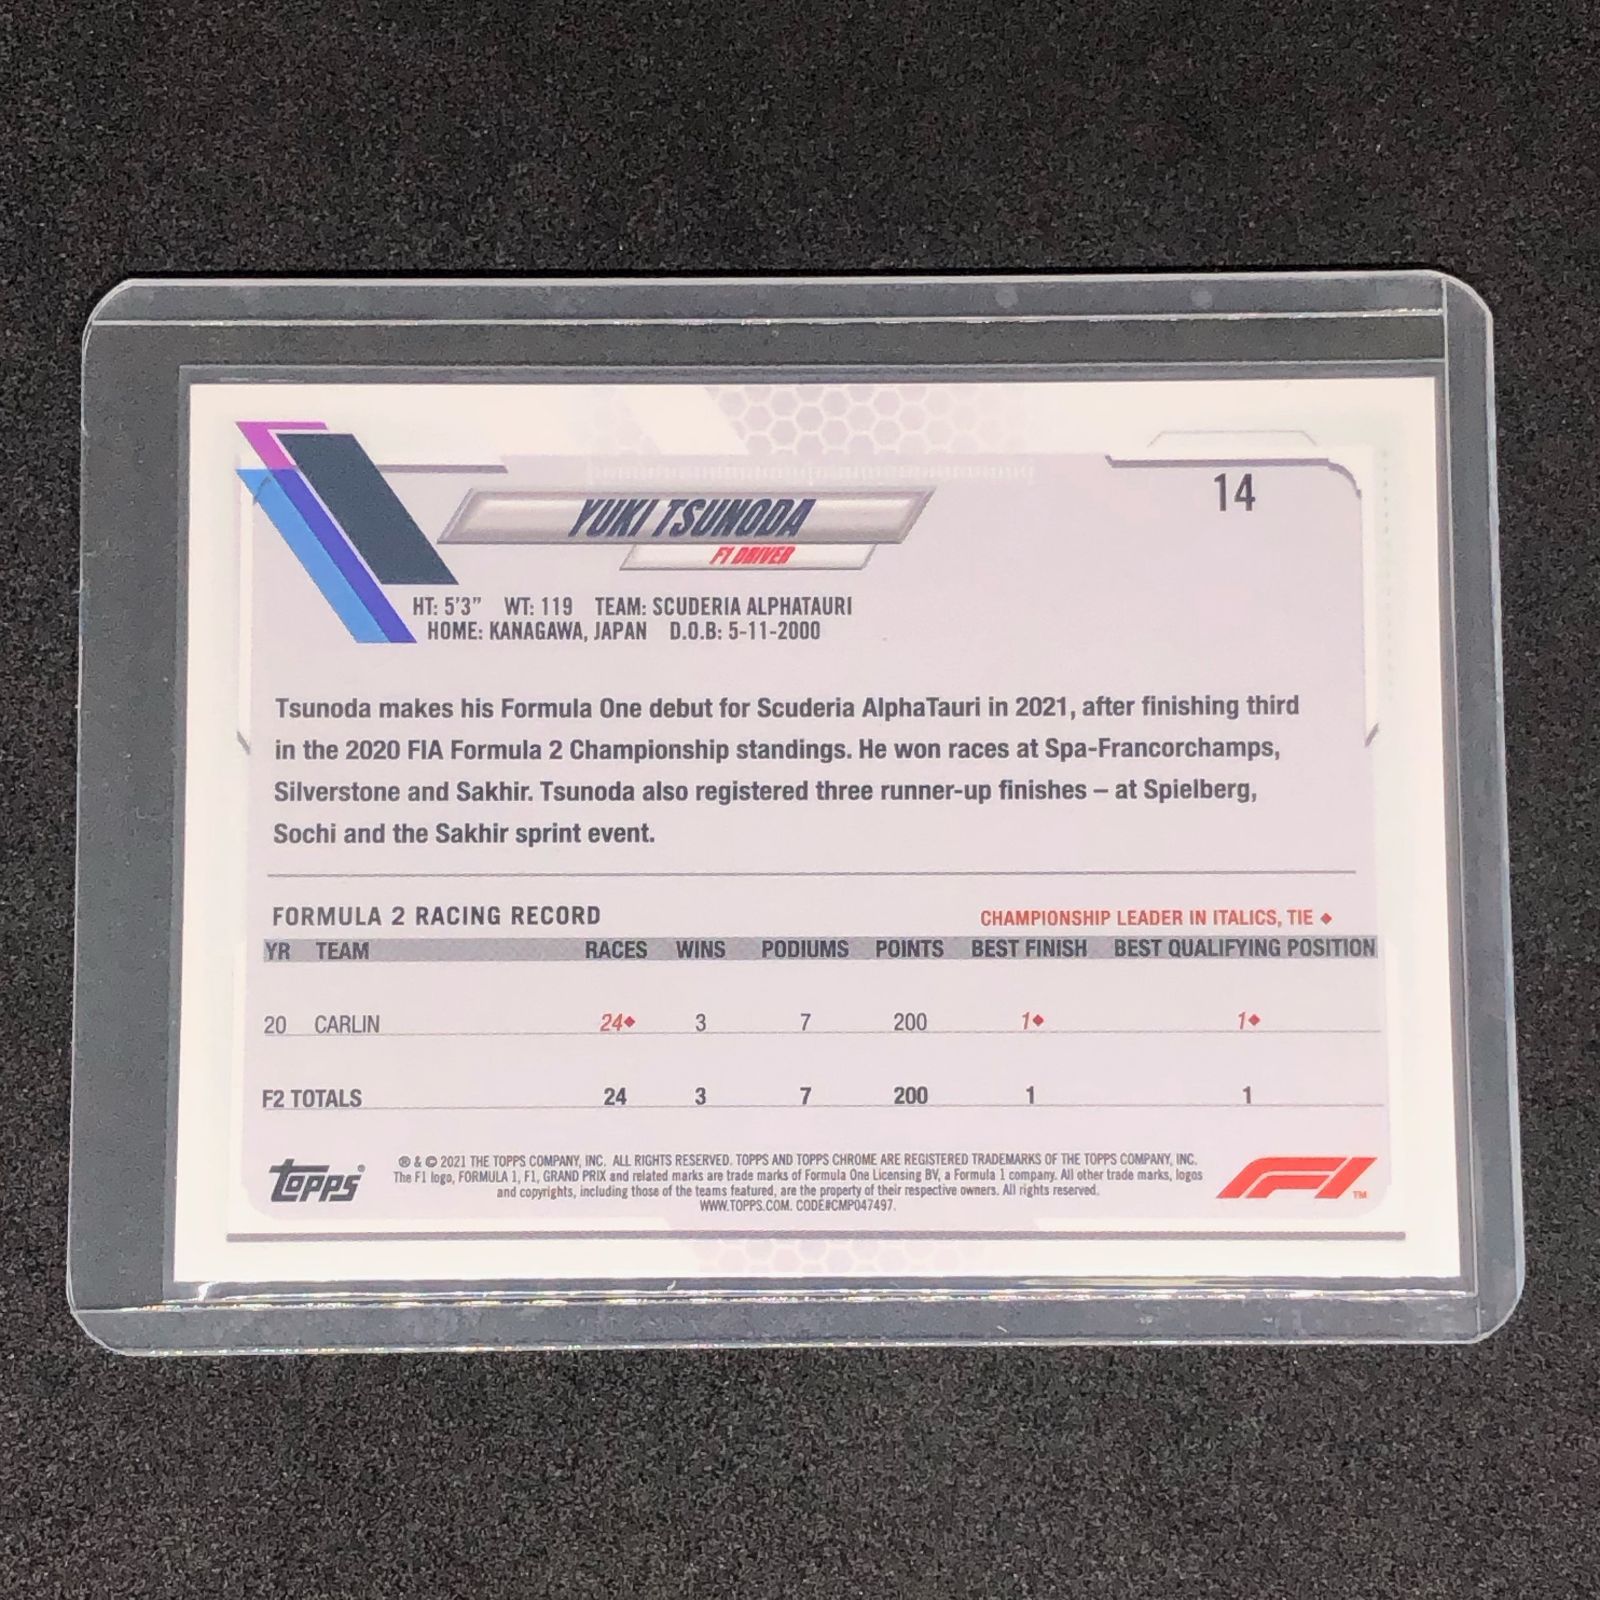 14
YUKI TSUNODA
F1 DRIVER
HT: 5'3" WT: 119 TEAM: SCUDERIA ALPHATAURI
HOME: KANAGAWA, JAPAN D.O.B: 5-11-2000
Tsunoda makes his Formula One debut for Scuderia AlphaTauri in 2021, after finishing third
in the 2020 FIA Formula 2 Championship standings. He won races at Spa-Francorchamps,
Silverstone and Sakhir. Tsunoda also registered three runner-up finishes – at Spielberg,
Sochi and the Sakhir sprint event.
FORMULA 2 RACING RECORD CHAMPIONSHIP LEADER IN ITALICS, TIE ♦
YR TEAM RACES WINS PODIUMS POINTS BEST FINISH BEST QUALIFYING POSITION
20 CARLIN 24♦ 3 7 200 1♦ 1♦
F2 TOTALS 24 3 7 200 1 1
Topps®
® & © 2021 THE TOPPS COMPANY, INC. ALL RIGHTS RESERVED. TOPPS AND TOPPS CHROME ARE REGISTERED TRADEMARKS OF THE TOPPS COMPANY, INC.
The F1 logo, FORMULA 1, F1, GRAND PRIX and related marks are trade marks of Formula One Licensing BV, a Formula 1 company. All other trade marks, logos
and copyrights, including those of the teams featured, are the property of their respective owners. All rights reserved.
WWW.TOPPS.COM. CODE#CMP047497.
F1™